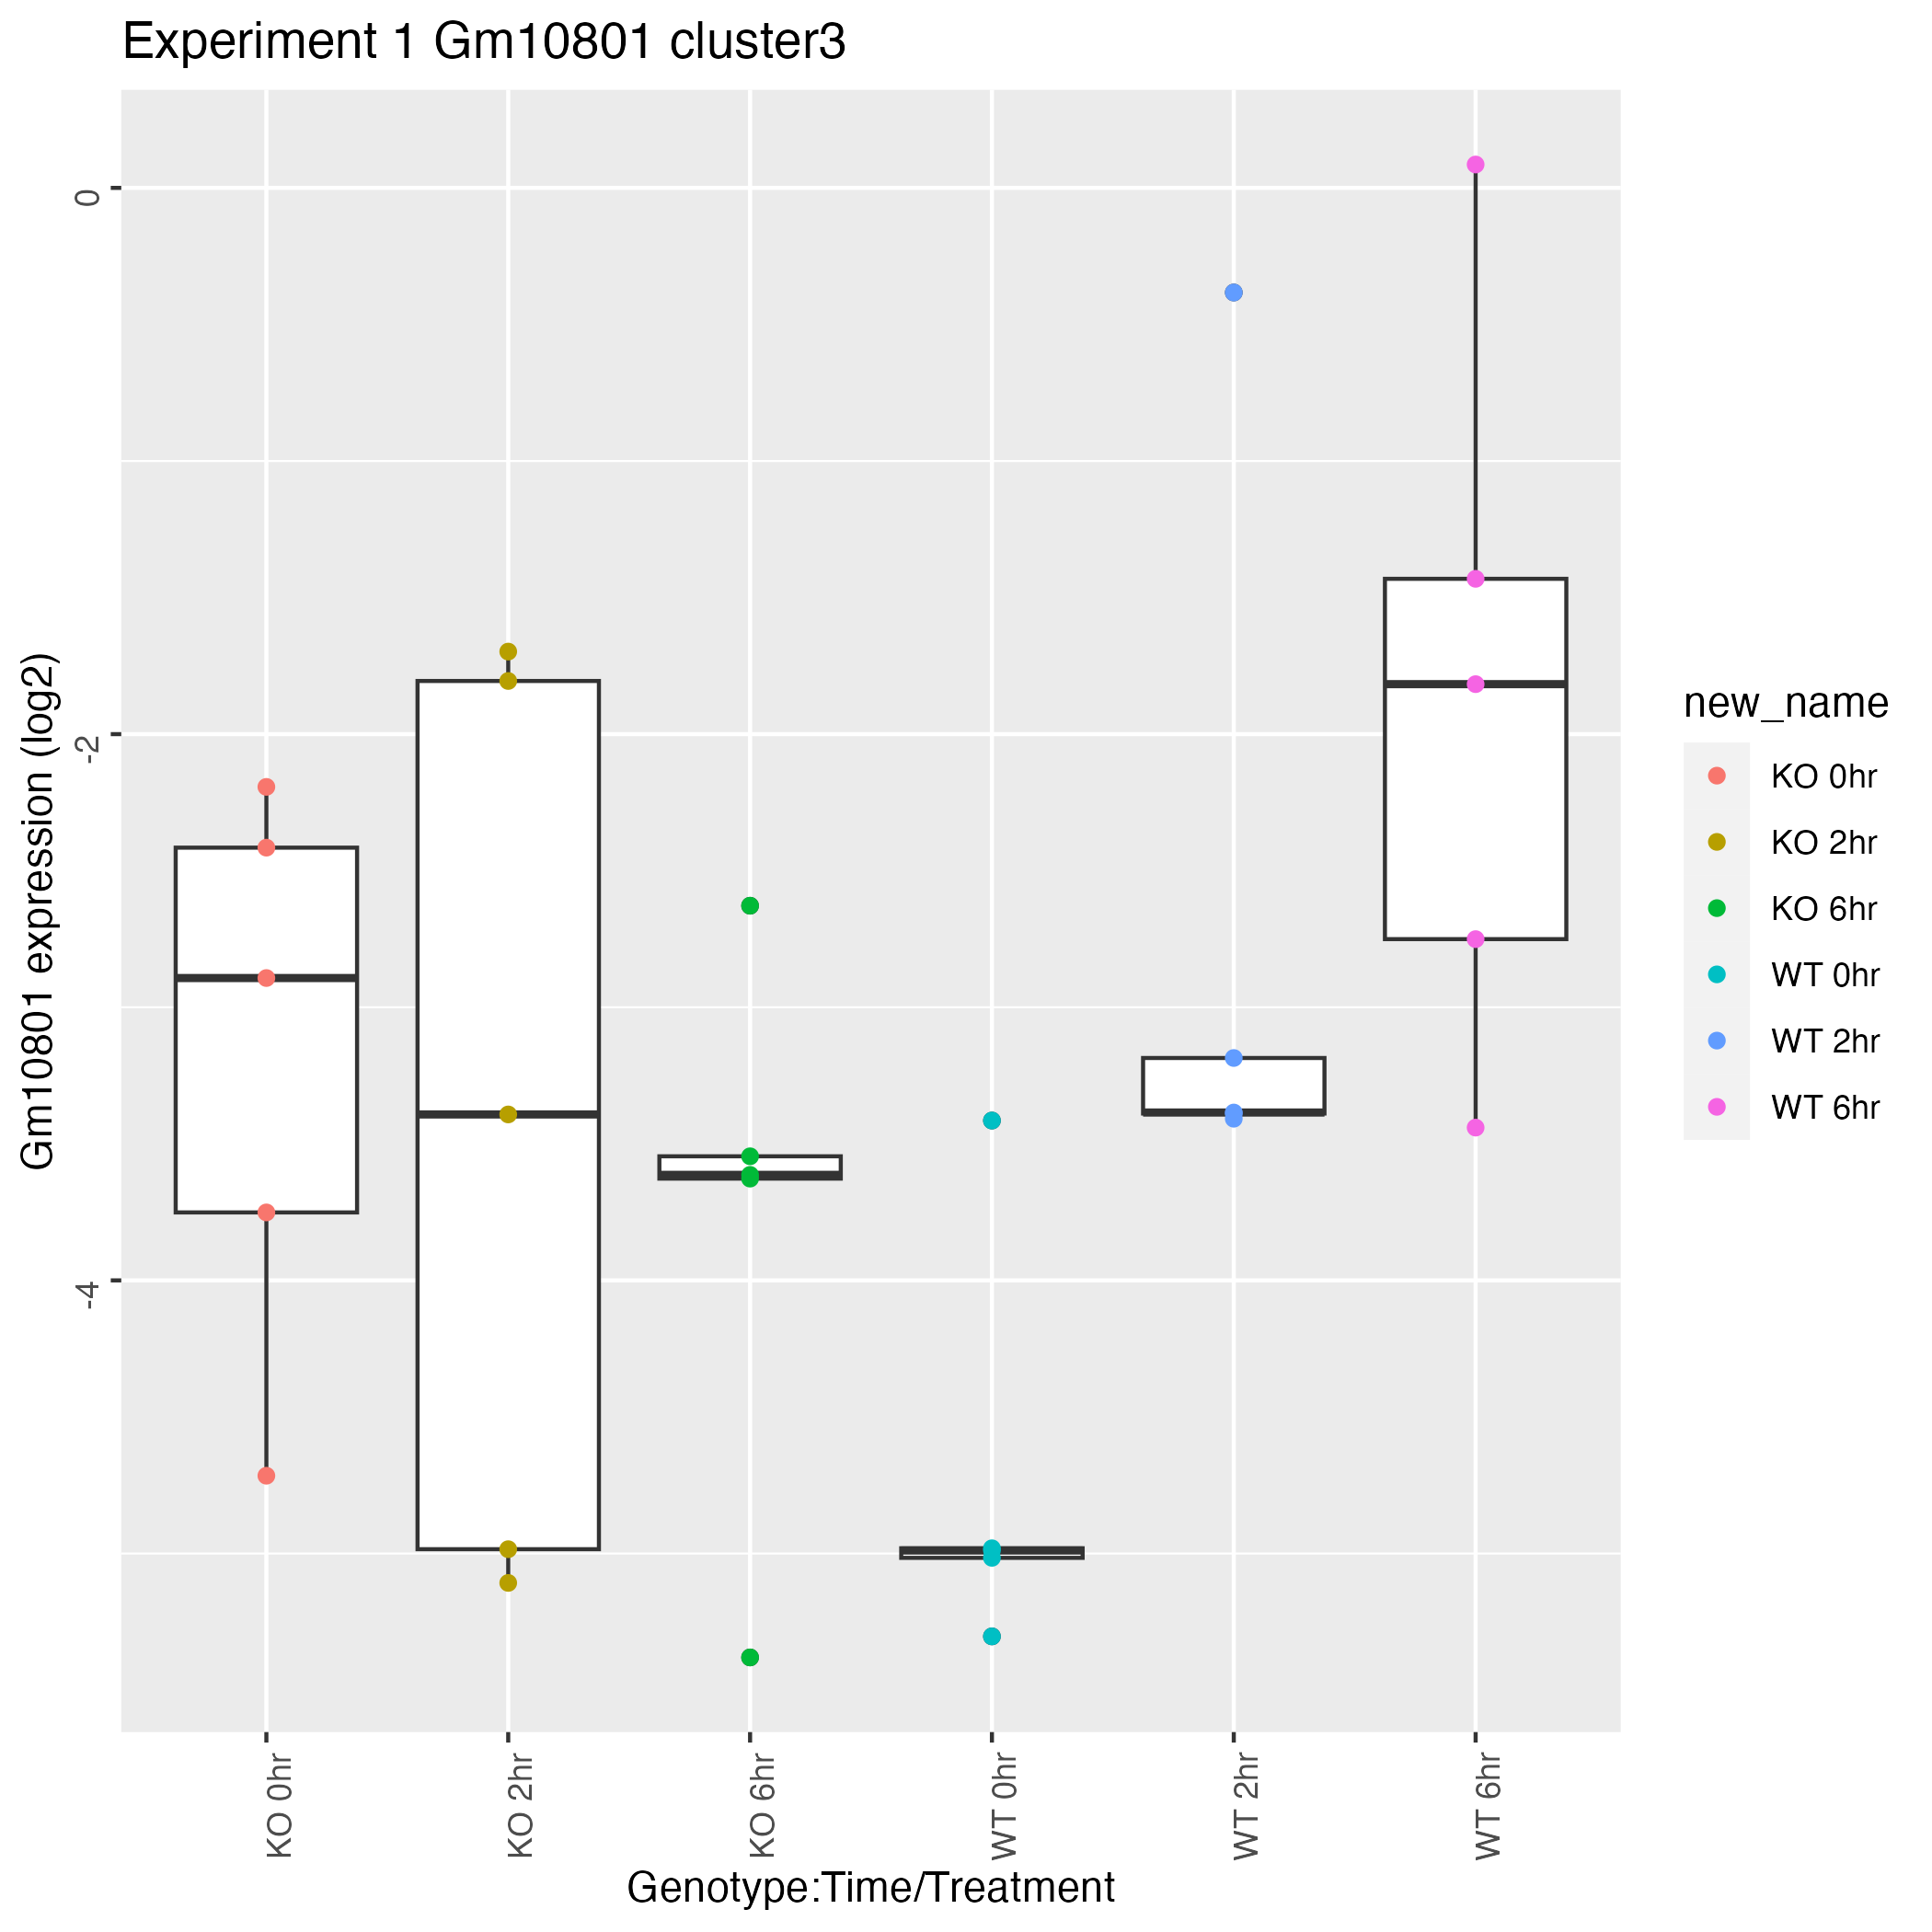 Experiment 1 Gm10801 cluster3
Gm10801 expression (log2)
0
-2
-4
KO 0hr
KO 2hr
KO 6hr
WT 0hr
WT 2hr
WT 6hr
Genotype:Time/Treatment
new_name
KO 0hr
KO 2hr
KO 6hr
WT 0hr
WT 2hr
WT 6hr